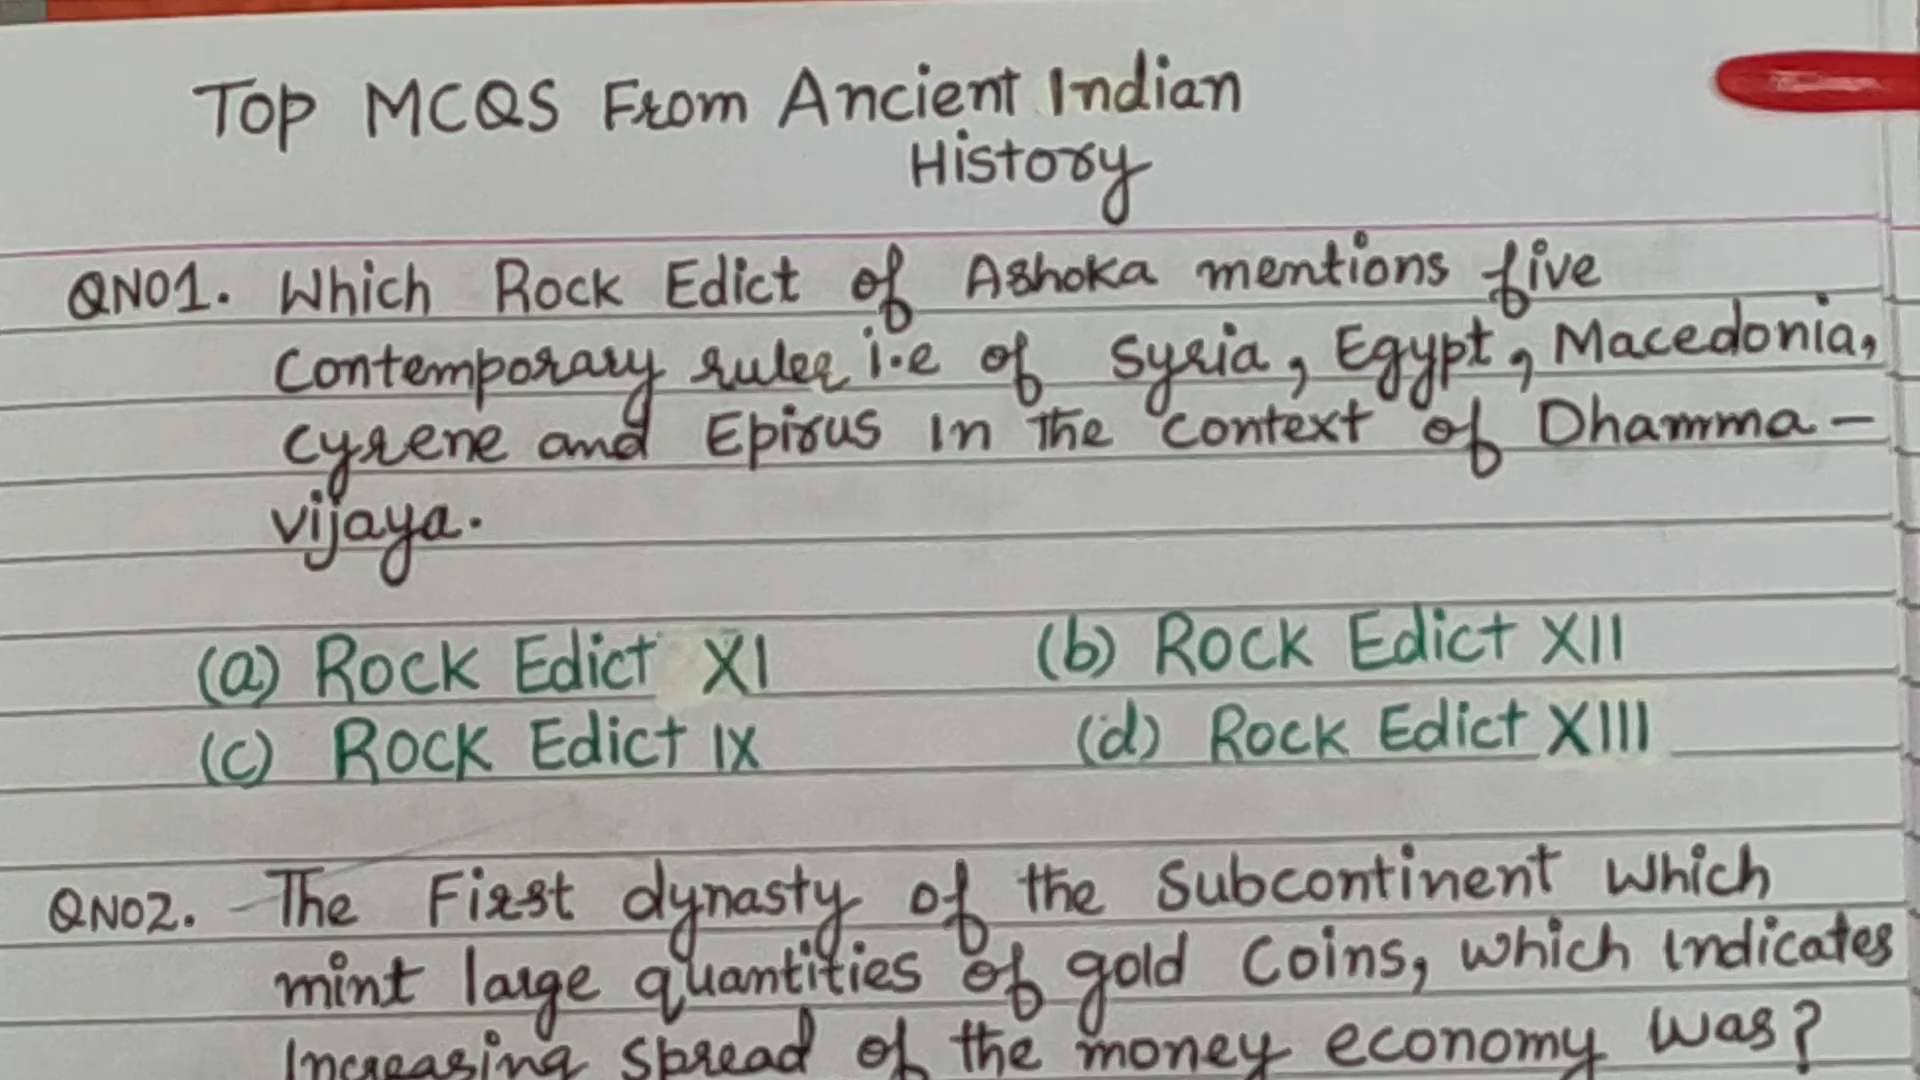 Top MCQS From Ancient Indian
History
QNO1. Which Rock Edict of Ashoka mentions five
Contemporary ruler i.e of Syria, Egypt, Macedonia,
Cyrene and Epirus in the context of Dhamma-
vijaya.
(a) Rock Edict XI (b) Rock Edict XII
(c) Rock Edict IX (d) Rock Edict XIII
QNO2. The First dynasty of the Subcontinent which
mint large quantities of gold Coins, which indicates
Increasing spread of the money economy was?